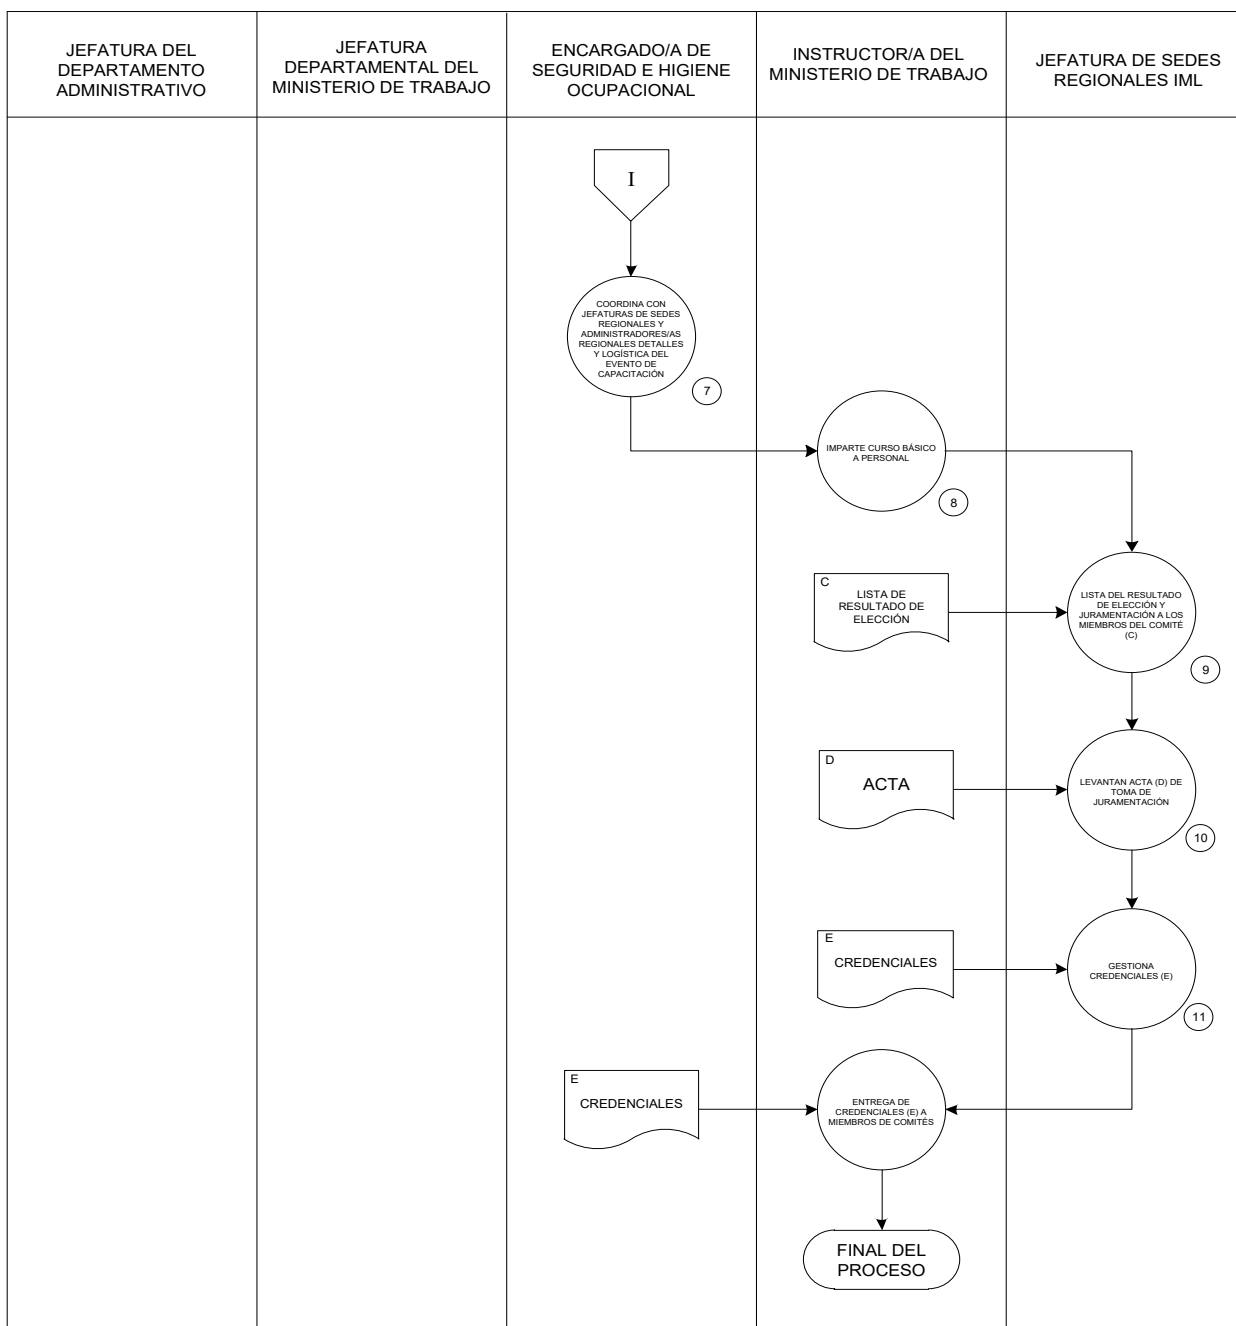 JEFATURA DEL
DEPARTAMENTO
ADMINISTRATIVO
JEFATURA
DEPARTAMENTAL DEL
MINISTERIO DE TRABAJO
ENCARGADO/A DE
SEGURIDAD E HIGIENE
OCUPACIONAL
INSTRUCTOR/A DEL
MINISTERIO DE TRABAJO
JEFATURA DE SEDES
REGIONALES IML
I
COORDINA CON
JEFATURAS DE SEDES
REGIONALES Y
ADMINISTRADORES/AS
REGIONALES DETALLES
Y LOGÍSTICA DEL
EVENTO DE
CAPACITACIÓN
7
IMPARTE CURSO BÁSICO
A PERSONAL
8
C
LISTA DE
RESULTADO DE
ELECCIÓN
LISTA DEL RESULTADO
DE ELECCIÓN Y
JURAMENTACIÓN A LOS
MIEMBROS DEL COMITÉ
(C)
9
D
ACTA
LEVANTAN ACTA (D) DE
TOMA DE
JURAMENTACIÓN
10
E
CREDENCIALES
GESTIONA
CREDENCIALES (E)
11
E
CREDENCIALES
ENTREGA DE
CREDENCIALES (E) A
MIEMBROS DE COMITÉS
FINAL DEL
PROCESO